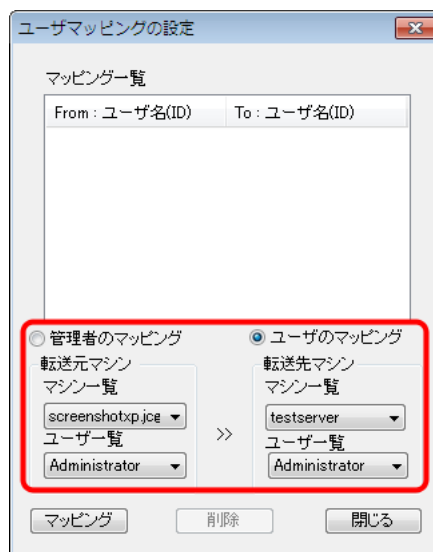 ユーザマッピングの設定
マッピング一覧
From : ユーザ名(ID) To : ユーザ名(ID)
管理者のマッピング ユーザのマッピング
転送元マシン 転送先マシン
マシン一覧 マシン一覧
screenshotxp.jcg testserver
>>
ユーザ一覧 ユーザ一覧
Administrator Administrator
マッピング 削除 閉じる